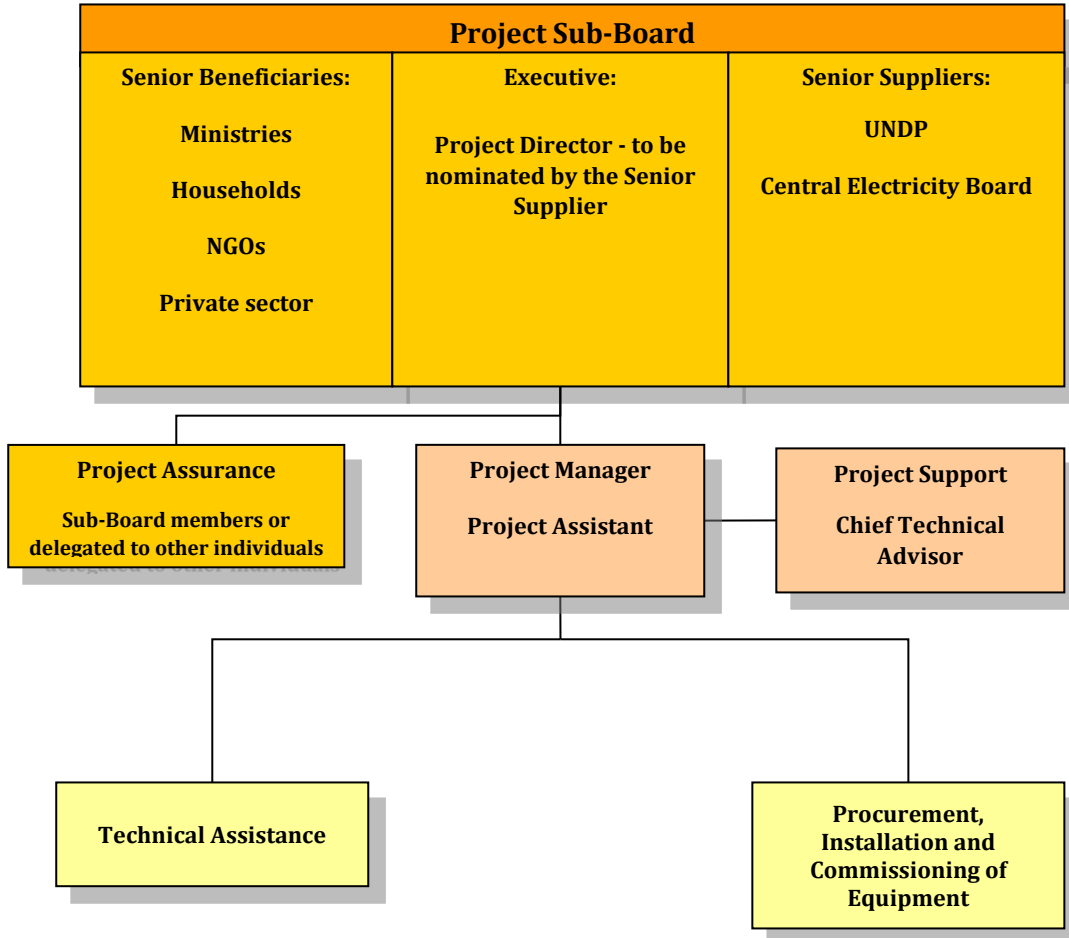 Project Sub-Board
Senior Beneficiaries:
Ministries
Households
NGOs
Private sector
Executive:
Project Director - to be
nominated by the Senior
Supplier
Senior Suppliers:
UNDP
Central Electricity Board
Project Assurance
Sub-Board members or
delegated to other individuals
Project Manager
Project Assistant
Project Support
Chief Technical
Advisor
Technical Assistance
Procurement,
Installation and
Commissioning of
Equipment